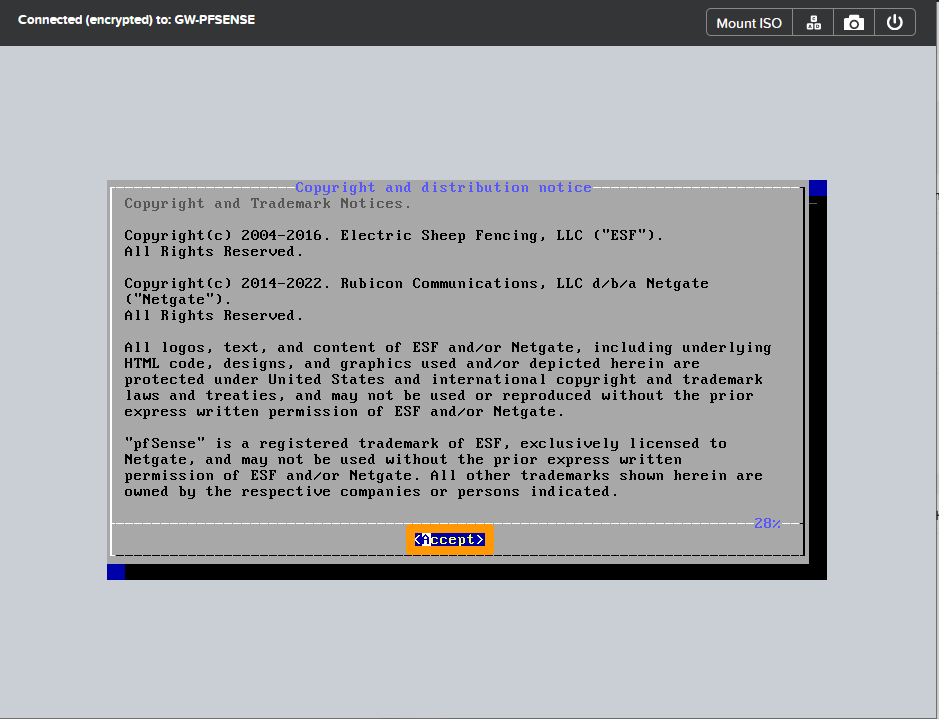 Connected (encrypted) to: GW-PFSENSE
Mount ISO
Copyright and distribution notice
Copyright and Trademark Notices.
Copyright(c) 2004-2016. Electric Sheep Fencing, LLC ("ESF").
All Rights Reserved.
Copyright(c) 2014-2022. Rubicon Communications, LLC d/b/a Netgate
("Netgate").
All Rights Reserved.
All logos, text, and content of ESF and/or Netgate, including underlying
HTML code, designs, and graphics used and/or depicted herein are
protected under United States and international copyright and trademark
laws and treaties, and may not be used or reproduced without the prior
express written permission of ESF and/or Netgate.
"pfSense" is a registered trademark of ESF, exclusively licensed to
Netgate, and may not be used without the prior express written
permission of ESF and/or Netgate. All other trademarks shown herein are
owned by the respective companies or persons indicated.
28%
<Accept>